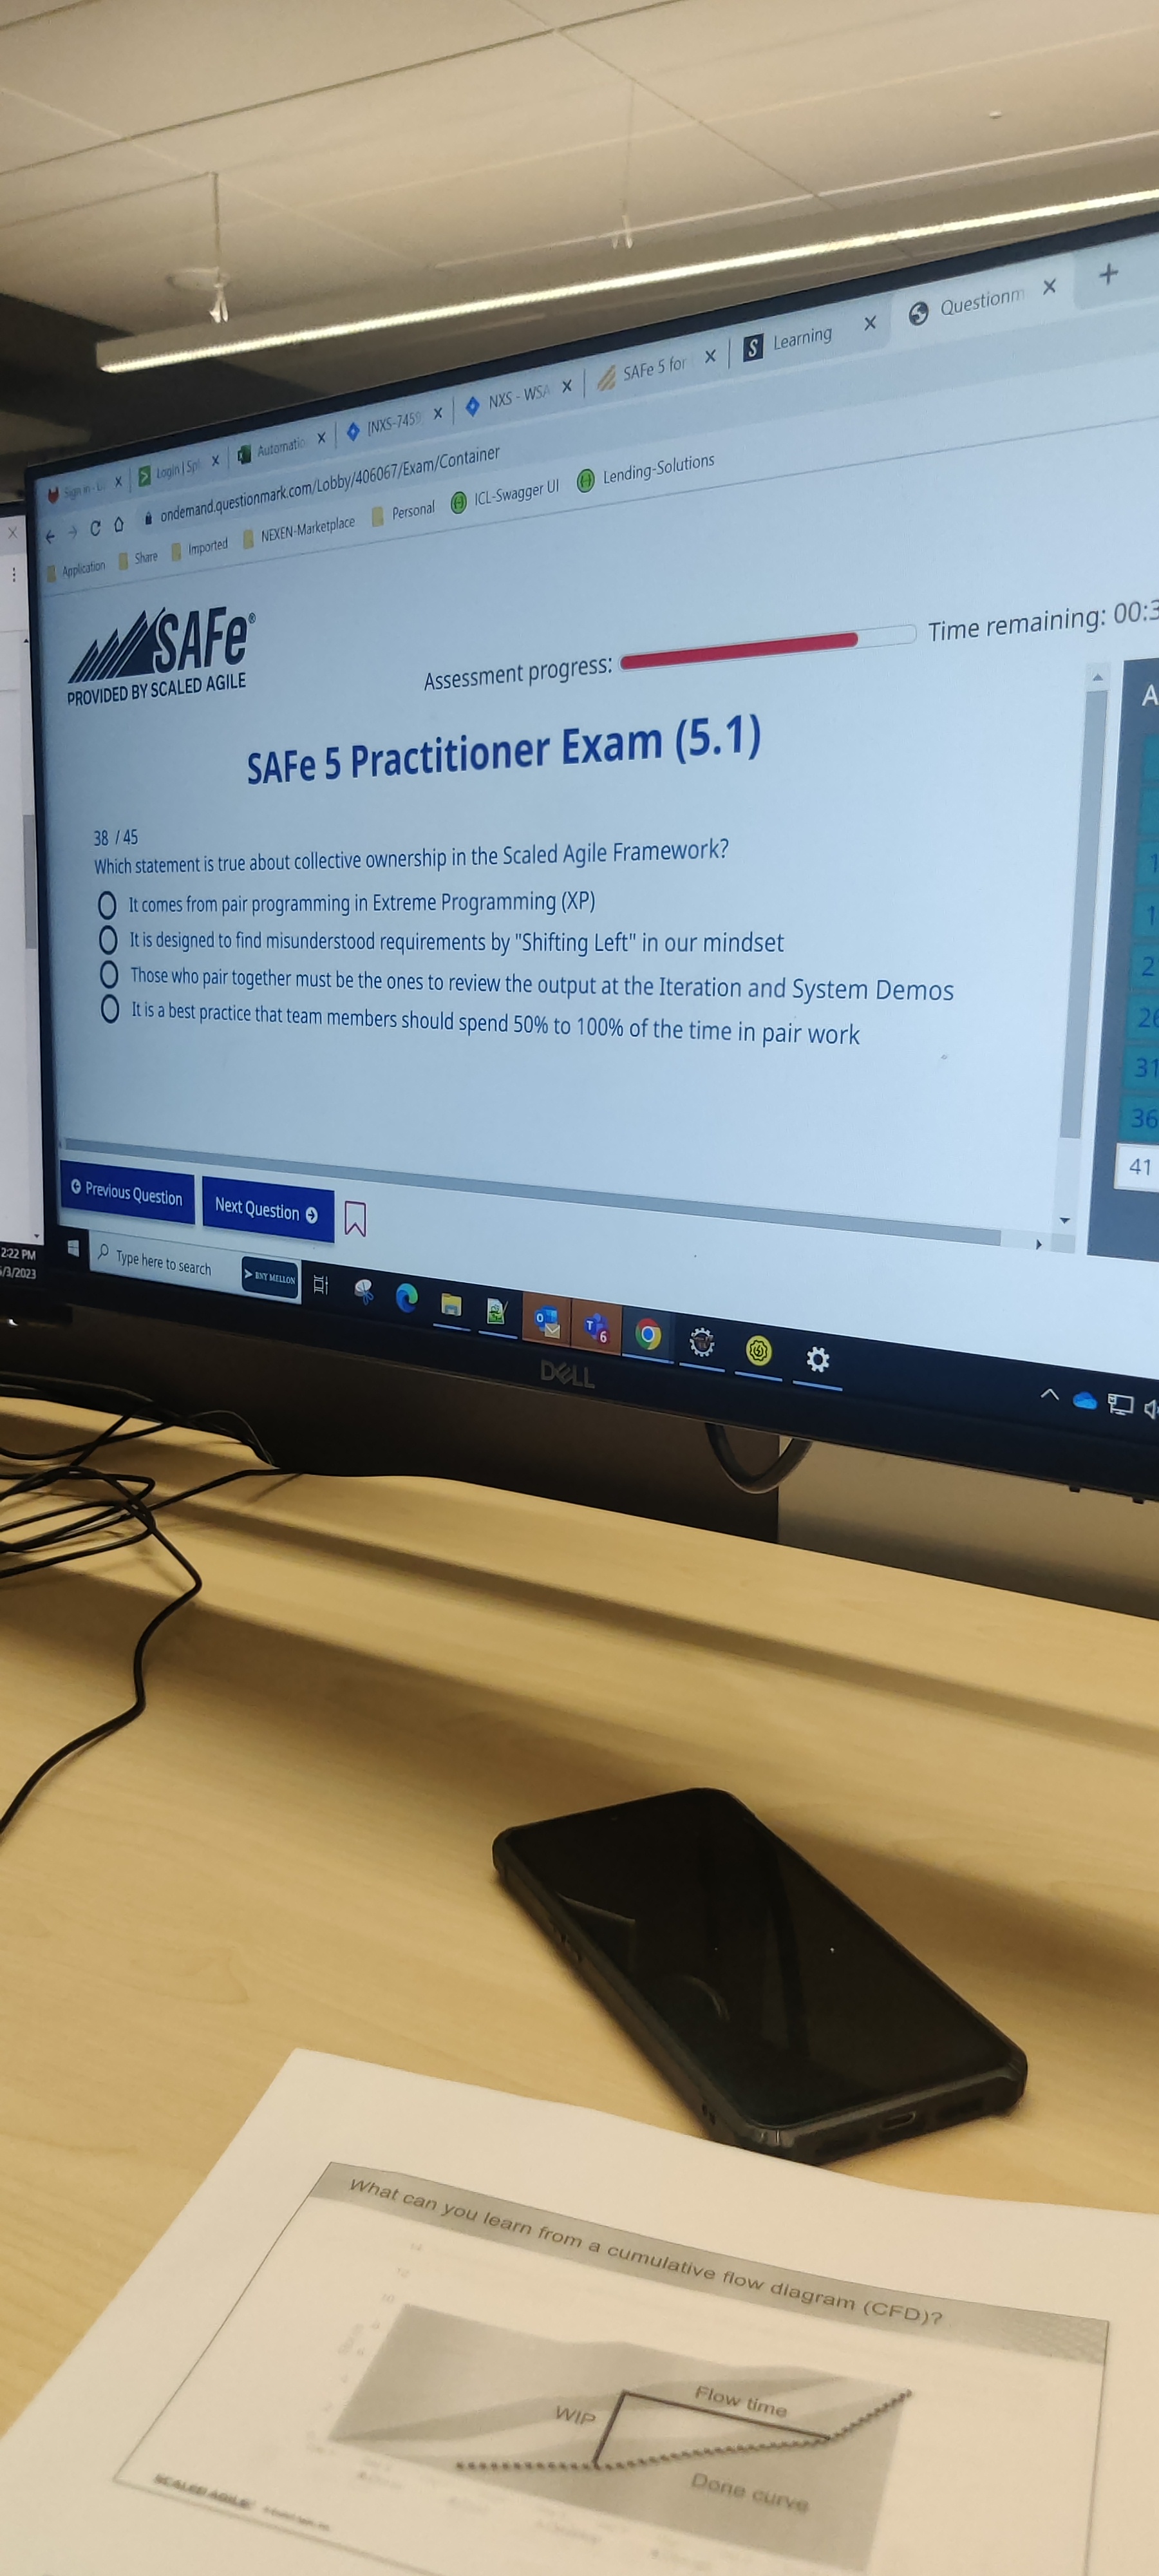 Sign in - L
Login | Spl
Automatio
[NXS-7459
NXS - WSA
SAFe 5 for
Learning
Questionm
ondemand.questionmark.com/Lobby/406067/Exam/Container
Application
Share
Imported
NEXEN-Marketplace
Personal
ICL-Swagger UI
Lending-Solutions
SAFe®
PROVIDED BY SCALED AGILE
Assessment progress:
Time remaining: 00:3
A
SAFe 5 Practitioner Exam (5.1)
38 / 45
Which statement is true about collective ownership in the Scaled Agile Framework?
It comes from pair programming in Extreme Programming (XP)
It is designed to find misunderstood requirements by "Shifting Left" in our mindset
Those who pair together must be the ones to review the output at the Iteration and System Demos
It is a best practice that team members should spend 50% to 100% of the time in pair work
1
1
2
26
31
36
41
Previous Question
Next Question
2:22 PM
/3/2023
Type here to search
BNY MELLON
6
DELL
What can you learn from a cumulative flow diagram (CFD)?
WIP
Flow time
Done curve
SCALED AGILE